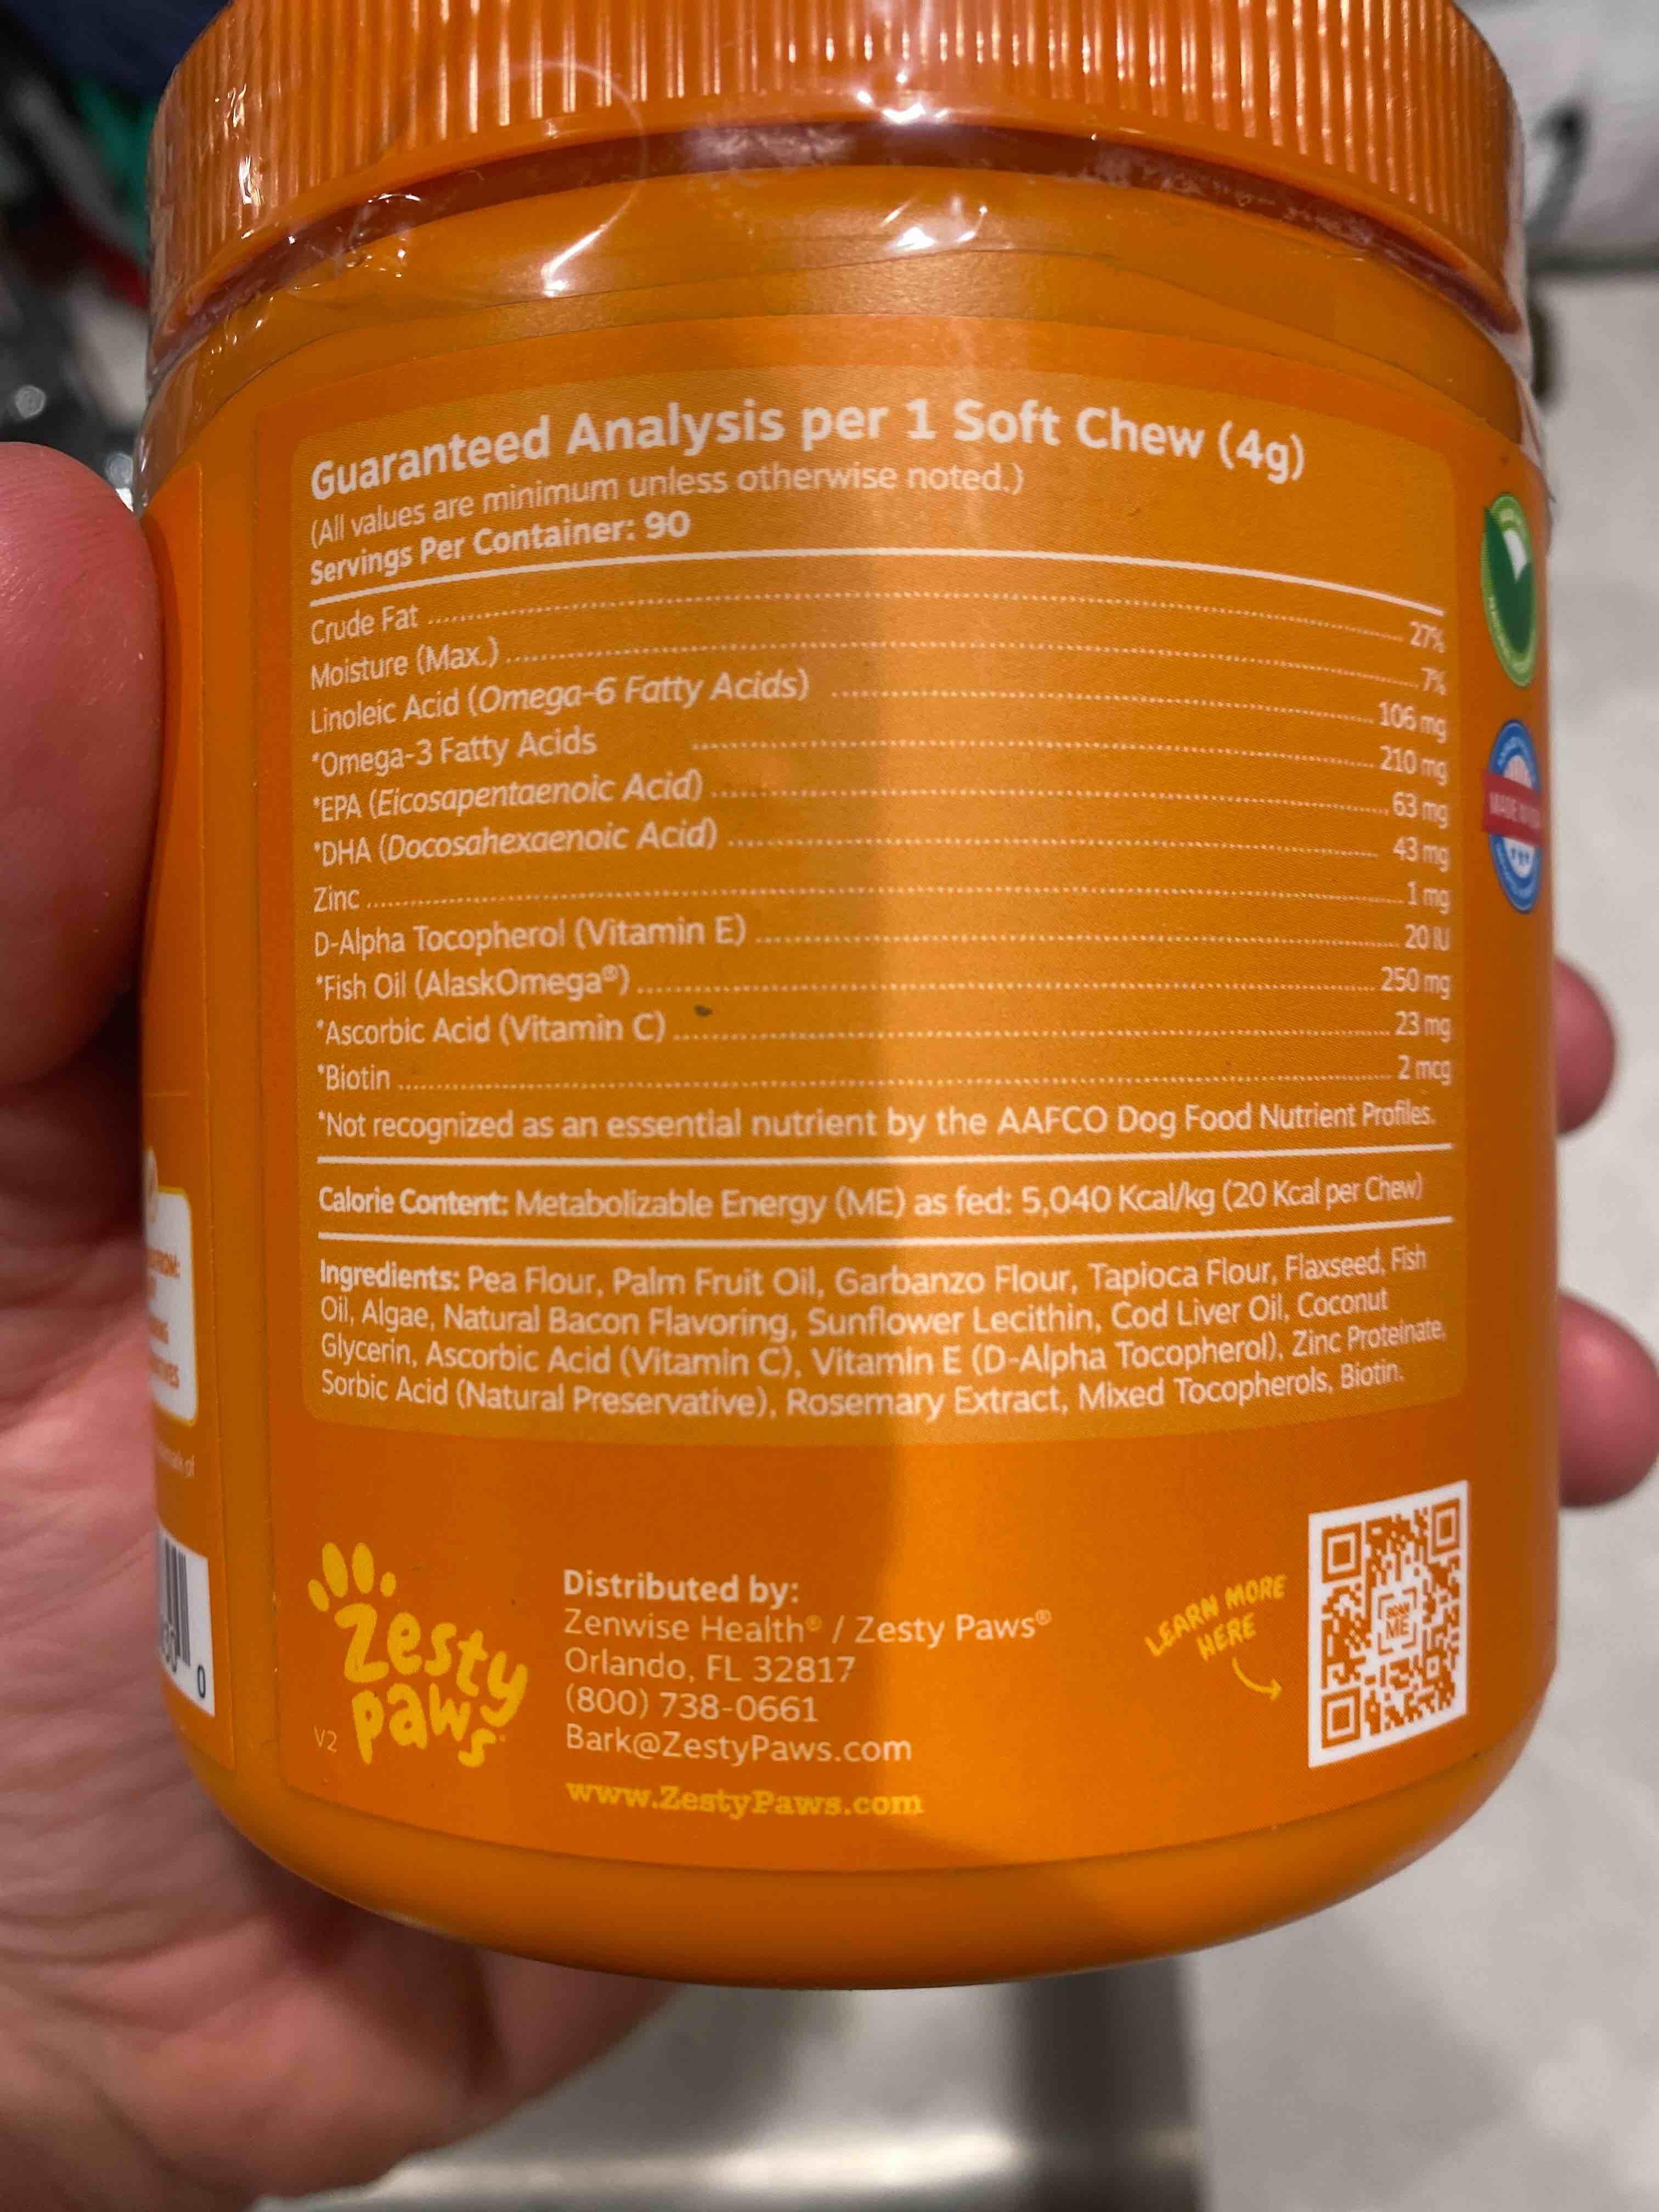 Guaranteed Analysis per 1 Soft Chew (4g)
(All values are minimum unless otherwise noted.)
Servings Per Container: 90
Crude Fat ........ 27%
Moisture (Max.) ........ 7%
Linoleic Acid (Omega-6 Fatty Acids) ........ 106 mg
*Omega-3 Fatty Acids ........ 210 mg
*EPA (Eicosapentaenoic Acid) ........ 63 mg
*DHA (Docosahexaenoic Acid) ........ 43 mg
Zinc ........ 1 mg
D-Alpha Tocopherol (Vitamin E) ........ 20 IU
*Fish Oil (AlaskOmega®) ........ 250 mg
*Ascorbic Acid (Vitamin C) ........ 23 mg
*Biotin ........ 2 mcg
*Not recognized as an essential nutrient by the AAFCO Dog Food Nutrient Profiles.
Calorie Content: Metabolizable Energy (ME) as fed: 5,040 Kcal/kg (20 Kcal per Chew)
Ingredients: Pea Flour, Palm Fruit Oil, Garbanzo Flour, Tapioca Flour, Flaxseed, Fish
Oil, Algae, Natural Bacon Flavoring, Sunflower Lecithin, Cod Liver Oil, Coconut
Glycerin, Ascorbic Acid (Vitamin C), Vitamin E (D-Alpha Tocopherol), Zinc Proteinate,
Sorbic Acid (Natural Preservative), Rosemary Extract, Mixed Tocopherols, Biotin.
zesty
paws
V2
Distributed by:
Zenwise Health® / Zesty Paws®
Orlando, FL 32817
(800) 738-0661
Bark@ZestyPaws.com
www.ZestyPaws.com
LEARN MORE
HERE
SCAN
ME
MADE
0